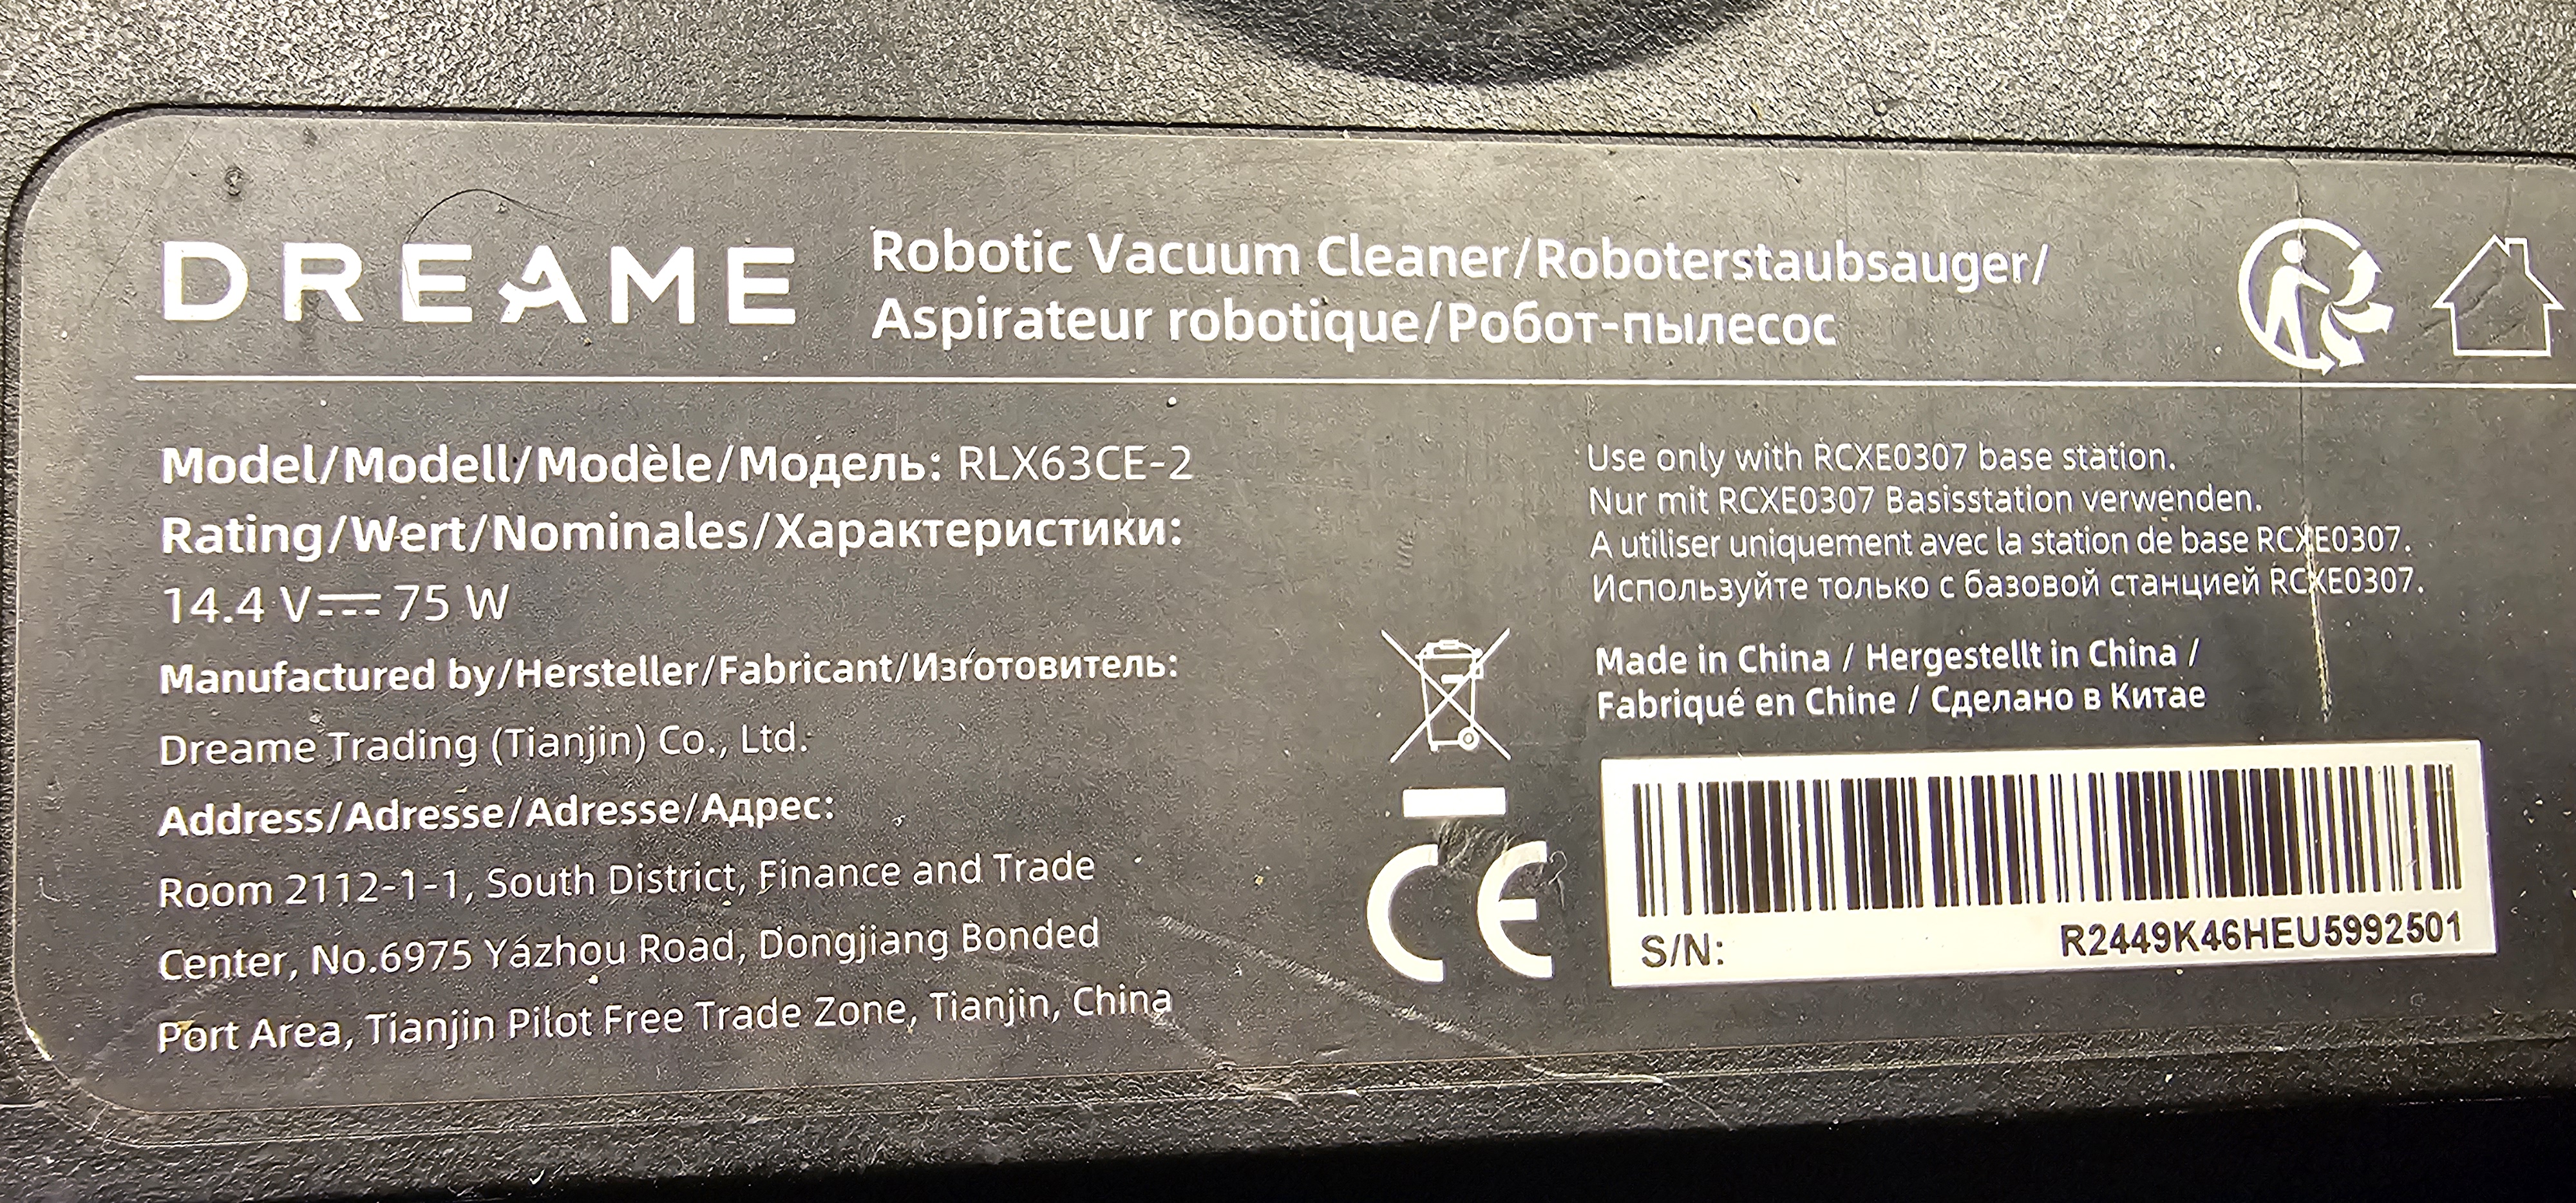 DREAME
Robotic Vacuum Cleaner/Roboterstaubsauger/
Aspirateur robotique/Робот-пылесос
Model/Modell/Modèle/Модель: RLX63CE-2
Rating/Wert/Nominales/Характеристики:
14.4 V⎓75 W
Manufactured by/Hersteller/Fabricant/Изготовитель:
Dreame Trading (Tianjin) Co., Ltd.
Address/Adresse/Adresse/Адрес:
Room 2112-1-1, South District, Finance and Trade
Center, No.6975 Yazhou Road, Dongjiang Bonded
Port Area, Tianjin Pilot Free Trade Zone, Tianjin, China
Use only with RCXE0307 base station.
Nur mit RCXE0307 Basisstation verwenden.
A utiliser uniquement avec la station de base RCXE0307.
Используйте только с базовой станцией RCXE0307.
Made in China / Hergestellt in China /
Fabriqué en Chine / Сделано в Китае
CE
S/N: R2449K46HEU5992501